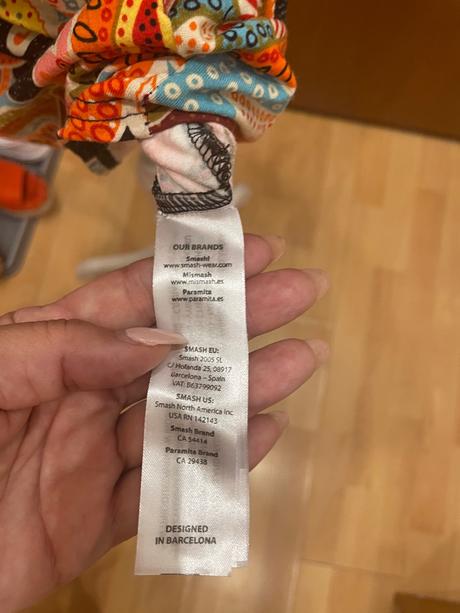 OUR BRANDS
Smash!
www.smash-wear.com
Mismash
www.mismash.es
Paramita
www.paramita.es
SMASH EU:
Smash 2005 SL
C/ Holanda 25, 08917
Barcelona – Spain
VAT: B63799092
SMASH US:
Smash North America inc
USA RN 142143
Smash Brand
CA 54414
Paramita Brand
CA 29438
DESIGNED
IN BARCELONA